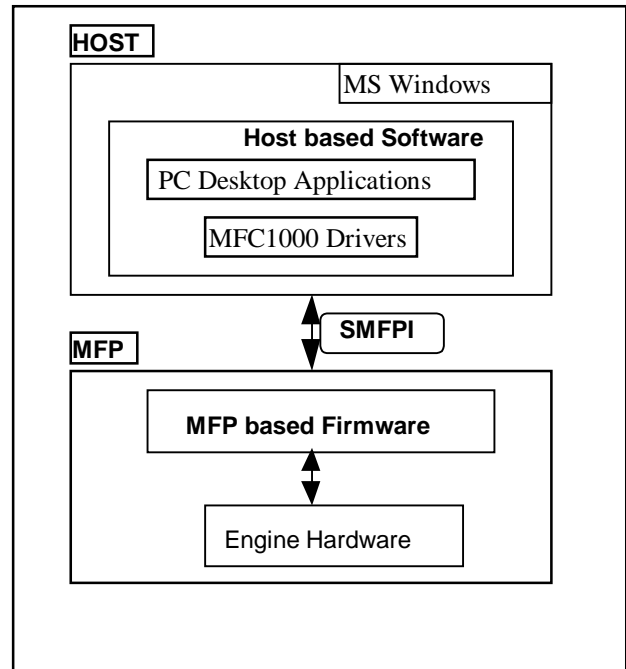 HOST
MS Windows
Host based Software
PC Desktop Applications
MFC1000 Drivers
SMFPI
MFP
MFP based Firmware
Engine Hardware